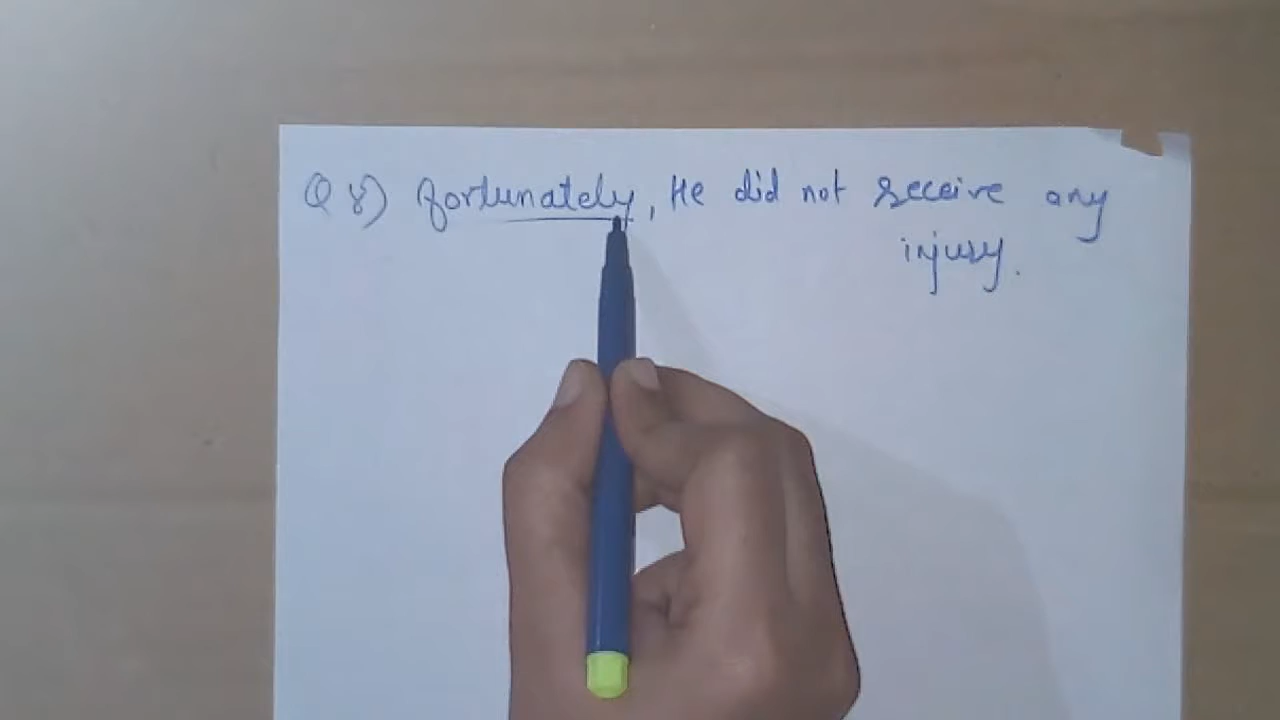 Q 8) fortunately, He did not receive any
injury.